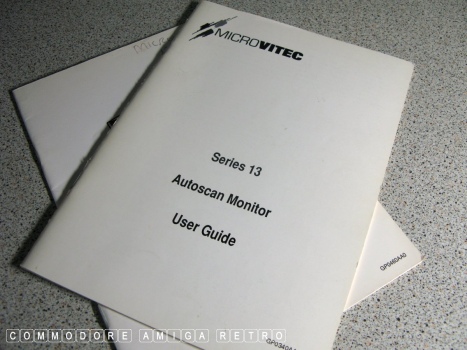 MICROVITEC
Series 13
Autoscan Monitor
User Guide
COMMODORE AMIGA RETRO